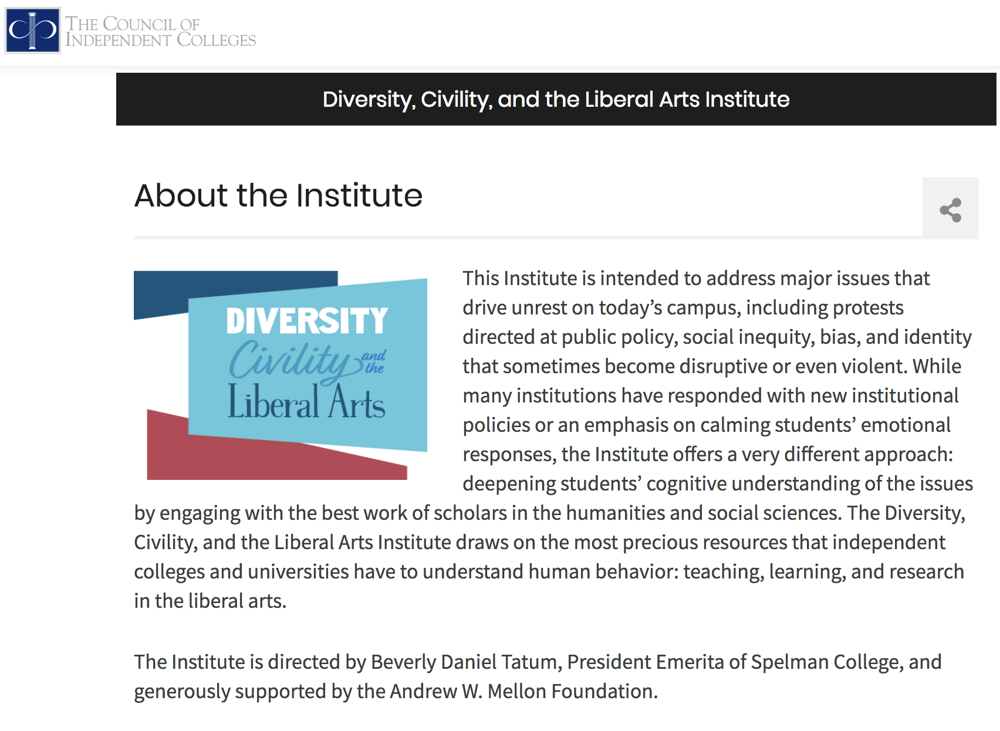 THE COUNCIL OF
INDEPENDENT COLLEGES
Diversity, Civility, and the Liberal Arts Institute
About the Institute
DIVERSITY
Civility and
the
Liberal Arts
This Institute is intended to address major issues that
drive unrest on today’s campus, including protests
directed at public policy, social inequity, bias, and identity
that sometimes become disruptive or even violent. While
many institutions have responded with new institutional
policies or an emphasis on calming students’ emotional
responses, the Institute offers a very different approach:
deepening students’ cognitive understanding of the issues
by engaging with the best work of scholars in the humanities and social sciences. The Diversity,
Civility, and the Liberal Arts Institute draws on the most precious resources that independent
colleges and universities have to understand human behavior: teaching, learning, and research
in the liberal arts.
The Institute is directed by Beverly Daniel Tatum, President Emerita of Spelman College, and
generously supported by the Andrew W. Mellon Foundation.